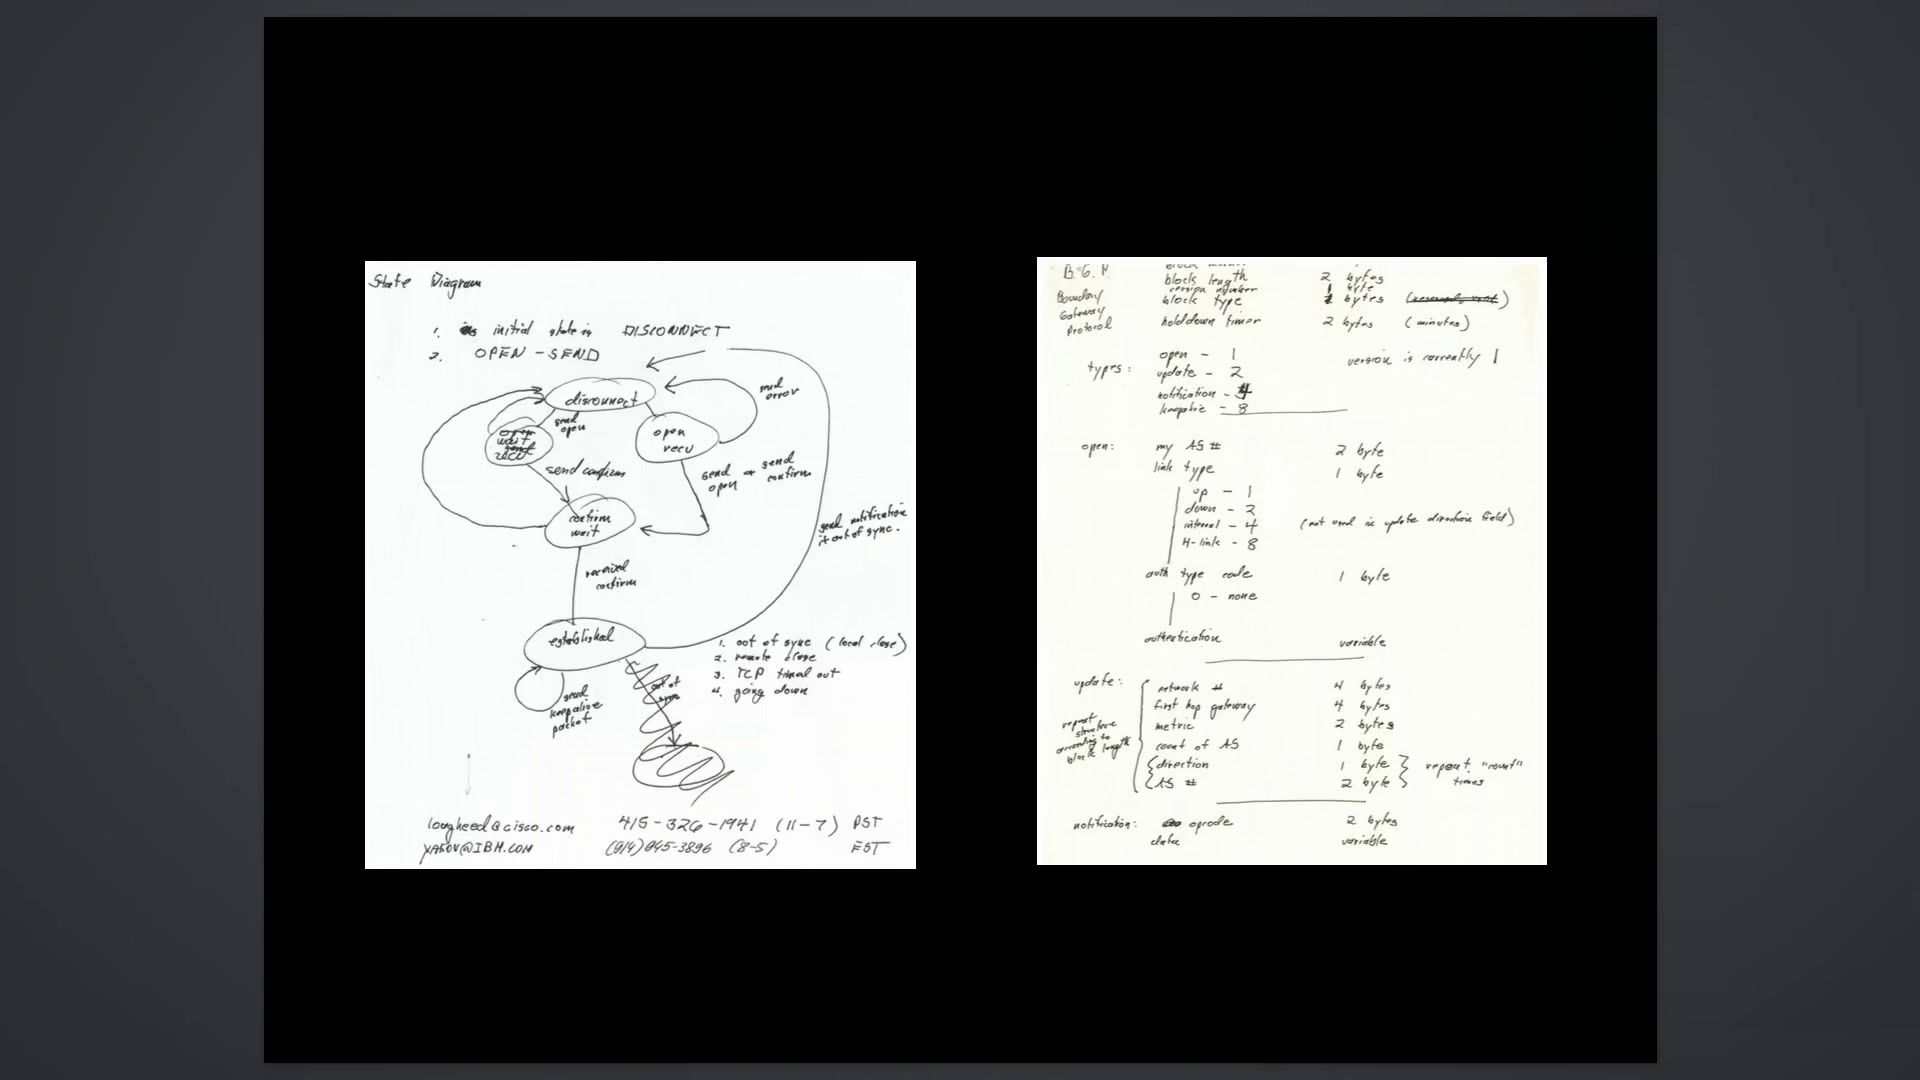 State Diagram
1. initial state is DISCONNECT
2. OPEN - SEND
disconnect
send error
send open
open recv
wait
recv
send confirm
send open or send confirm
confirm wait
send notification if out of sync.
received confirm
established
1. out of sync (local close)
2. remote close
3. TCP timed out
4. going down
out of sync
send keepalive packet
lougheed@cisco.com 415-326-1941 (11-7) PST
YAKOV@IBM.COM (914)945-3896 (8-5) EST
B.G.P.
Boundary Gateway Protocol
block length 2 bytes
version number 1 byte
block type 1 bytes
holddown timer 2 bytes (minutes)
types: open - 1 version is currently 1
update - 2
notification - 4
keepalive - 8
open: my AS # 2 byte
link type 1 byte
up - 1
down - 2
internal - 4 (not used in update direction field)
H-link - 8
auth type code 1 byte
0 - none
authentication variable
update: network # 4 bytes
first hop gateway 4 bytes
repeat structure according to block length
metric 2 bytes
count of AS 1 byte
direction 1 byte
AS # 2 byte
repeat "count" times
notification: opcode 2 bytes
data variable